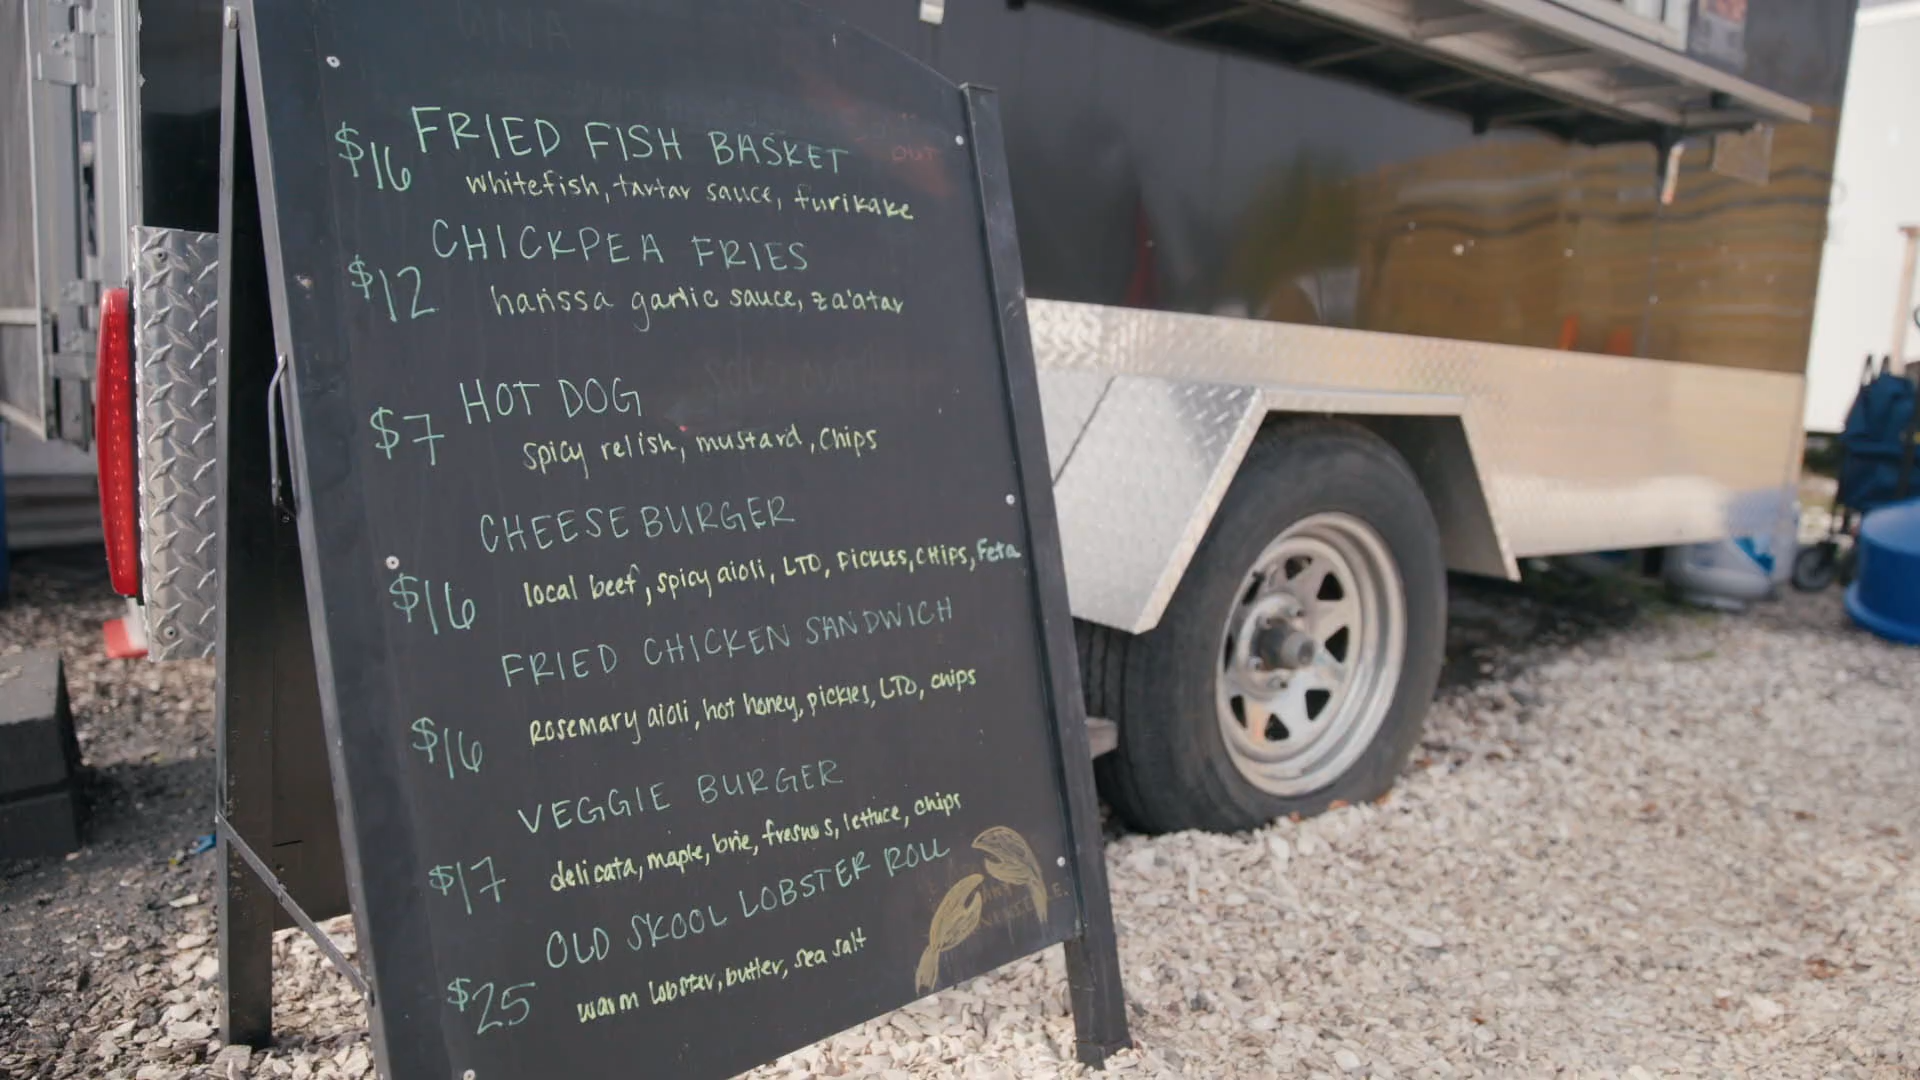 $16 FRIED FISH BASKET
whitefish, tartar sauce, furikake
CHICKPEA FRIES
$12 harissa garlic sauce, za'atar
HOT DOG
$7 spicy relish, mustard, chips
CHEESEBURGER
$16 local beef, spicy aioli, LTO, PICKLES, CHIPS, Feta
FRIED CHICKEN SANDWICH
$16 Rosemary aioli, hot honey, pickles, LTO, chips
VEGGIE BURGER
$17 delicata, maple, brie, fresnos, lettuce, chips
OLD SKOOL LOBSTER ROLL
$25 warm lobster, butter, sea salt